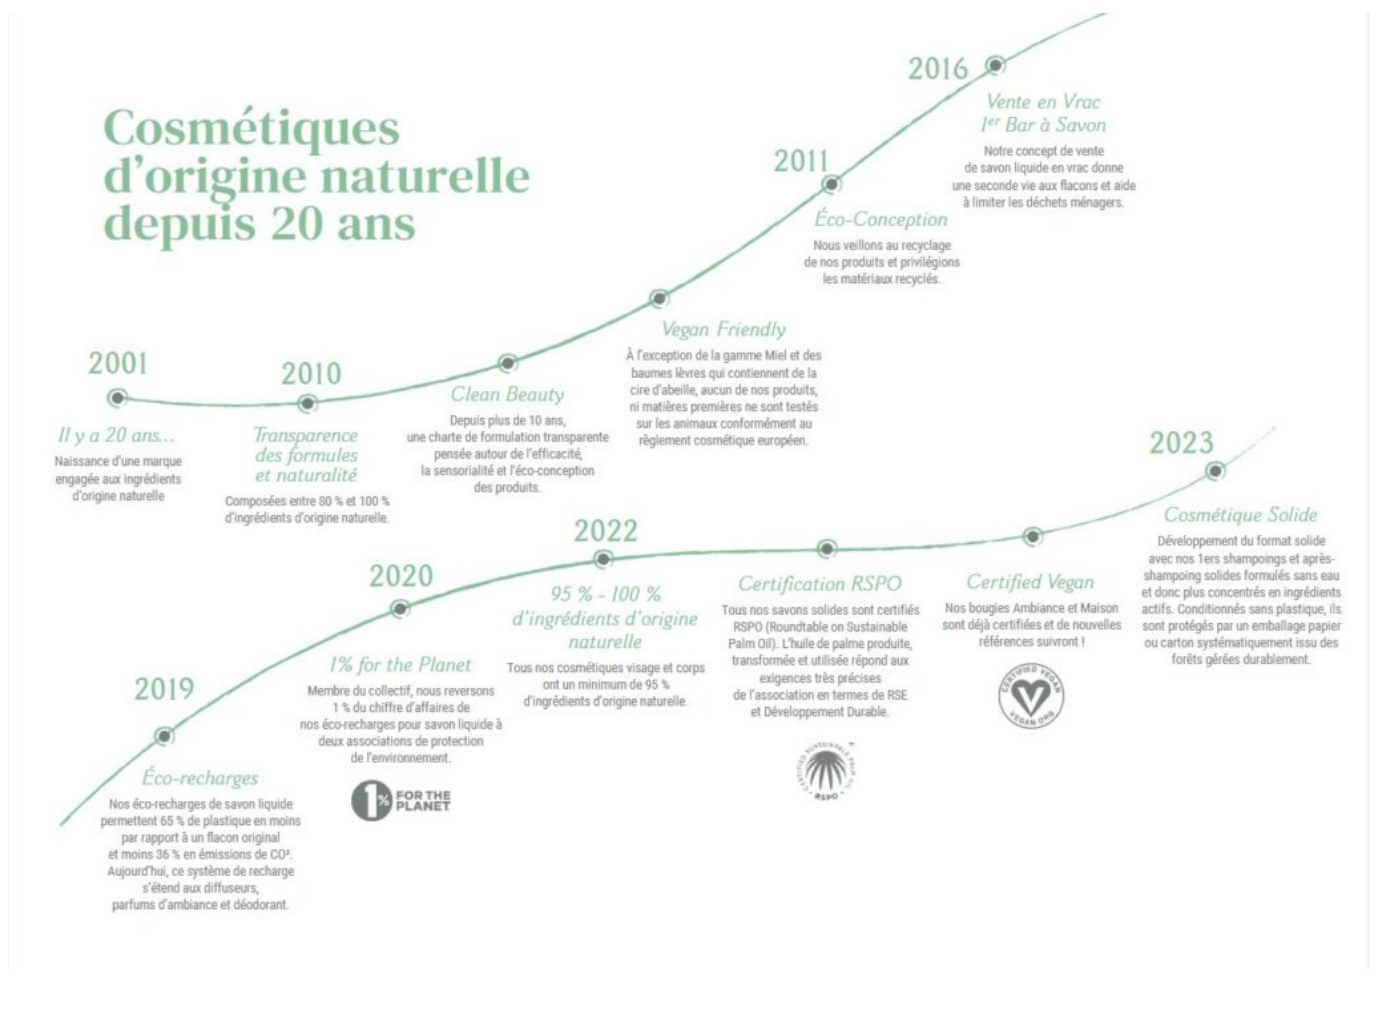 Cosmétiques
d'origine naturelle
depuis 20 ans
2001
Il y a 20 ans...
Naissance d'une marque
engagée aux ingrédients
d'origine naturelle
2010
Transparence
des formules
et naturalité
Composées entre 80 % et 100 %
d'ingrédients d'origine naturelle.
Clean Beauty
Depuis plus de 10 ans,
une charte de formulation transparente
pensée autour de l'efficacité,
la sensorialité et l'éco-conception
des produits.
Vegan Friendly
À l'exception de la gamme Miel et des
baumes lèvres qui contiennent de la
cire d'abeille, aucun de nos produits,
ni matières premières ne sont testés
sur les animaux conformément au
règlement cosmétique européen.
2011
Éco-Conception
Nous veillons au recyclage
de nos produits et privilégions
les matériaux recyclés.
2016
Vente en Vrac
1er Bar à Savon
Notre concept de vente
de savon liquide en vrac donne
une seconde vie aux flacons et aide
à limiter les déchets ménagers.
2019
Éco-recharges
Nos éco-recharges de savon liquide
permettent 65 % de plastique en moins
par rapport à un flacon original
et moins 36 % en émissions de CO².
Aujourd'hui, ce système de recharge
s'étend aux diffuseurs,
parfums d'ambiance et déodorant.
2020
1% for the Planet
Membre du collectif, nous reversons
1 % du chiffre d'affaires de
nos éco-recharges pour savon liquide à
deux associations de protection
de l'environnement.
1% FOR THE
PLANET
2022
95 % - 100 %
d'ingrédients d'origine
naturelle
Tous nos cosmétiques visage et corps
ont un minimum de 95 %
d'ingrédients d'origine naturelle.
Certification RSPO
Tous nos savons solides sont certifiés
RSPO (Roundtable on Sustainable
Palm Oil). L'huile de palme produite,
transformée et utilisée répond aux
exigences très précises
de l'association en termes de RSE
et Développement Durable.
CERTIFIED SUSTAINABLE PALM OIL
RSPO
Certified Vegan
Nos bougies Ambiance et Maison
sont déjà certifiées et de nouvelles
références suivront !
CERTIFIED VEGAN
VEGAN.ORG
2023
Cosmétique Solide
Développement du format solide
avec nos 1ers shampoings et après-
shampoing solides formulés sans eau
et donc plus concentrés en ingrédients
actifs. Conditionnés sans plastique, ils
sont protégés par un emballage papier
ou carton systématiquement issu des
forêts gérées durablement.